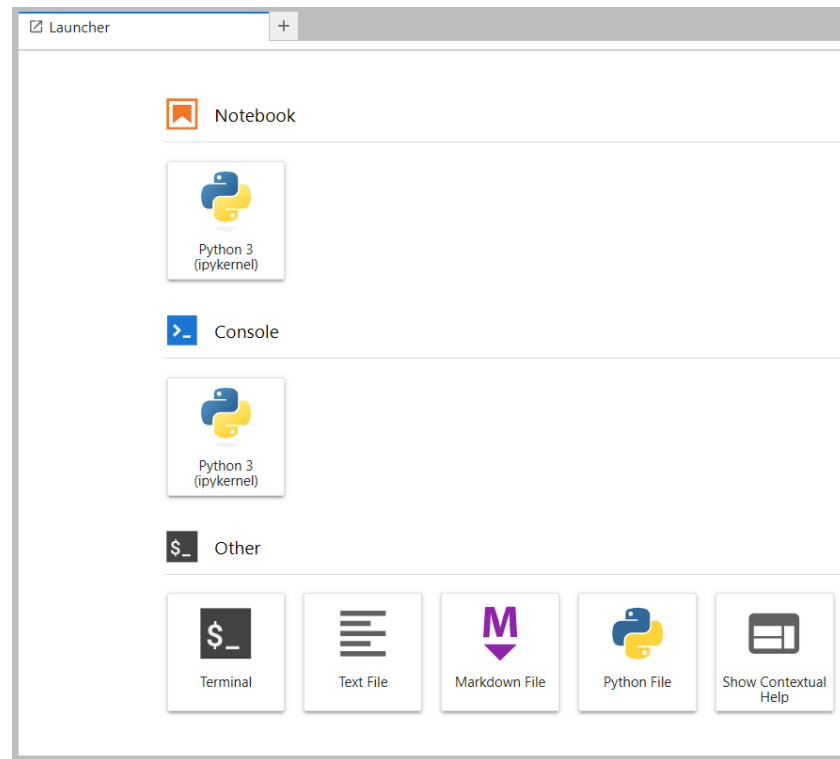 Launcher
+
Notebook
Python 3
(ipykernel)
>_ Console
Python 3
(ipykernel)
$_ Other
$_
M
Terminal
Text File
Markdown File
Python File
Show Contextual
Help